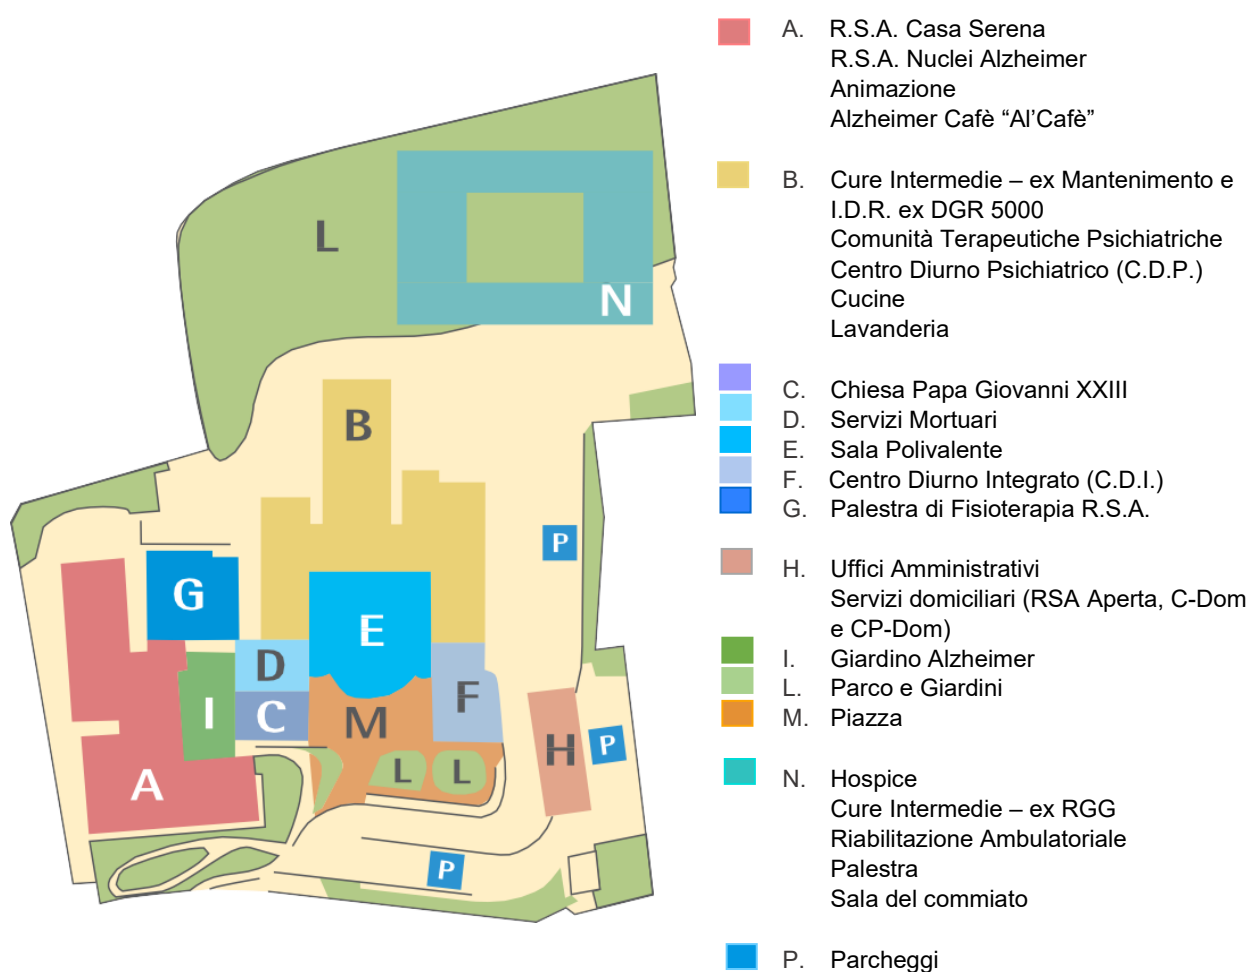 A. R.S.A. Casa Serena
R.S.A. Nuclei Alzheimer
Animazione
Alzheimer Cafè “Al’Cafè”
B. Cure Intermedie – ex Mantenimento e
I.D.R. ex DGR 5000
Comunità Terapeutiche Psichiatriche
Centro Diurno Psichiatrico (C.D.P.)
Cucine
Lavanderia
C. Chiesa Papa Giovanni XXIII
D. Servizi Mortuari
E. Sala Polivalente
F. Centro Diurno Integrato (C.D.I.)
G. Palestra di Fisioterapia R.S.A.
H. Uffici Amministrativi
Servizi domiciliari (RSA Aperta, C-Dom
e CP-Dom)
I. Giardino Alzheimer
L. Parco e Giardini
M. Piazza
N. Hospice
Cure Intermedie – ex RGG
Riabilitazione Ambulatoriale
Palestra
Sala del commiato
P. Parcheggi
L
N
B
P
G
E
D
F
I
C
M
H
P
L
L
A
P